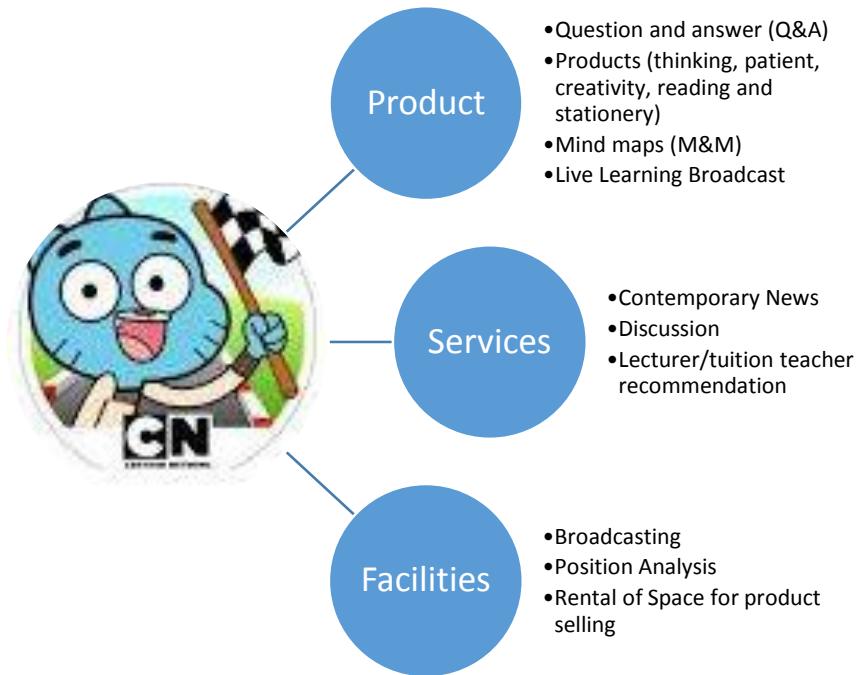 Product
•Question and answer (Q&A)
•Products (thinking, patient,
creativity, reading and
stationery)
•Mind maps (M&M)
•Live Learning Broadcast
CN
Services
•Contemporary News
•Discussion
•Lecturer/tuition teacher
recommendation
Facilities
•Broadcasting
•Position Analysis
•Rental of Space for product
selling